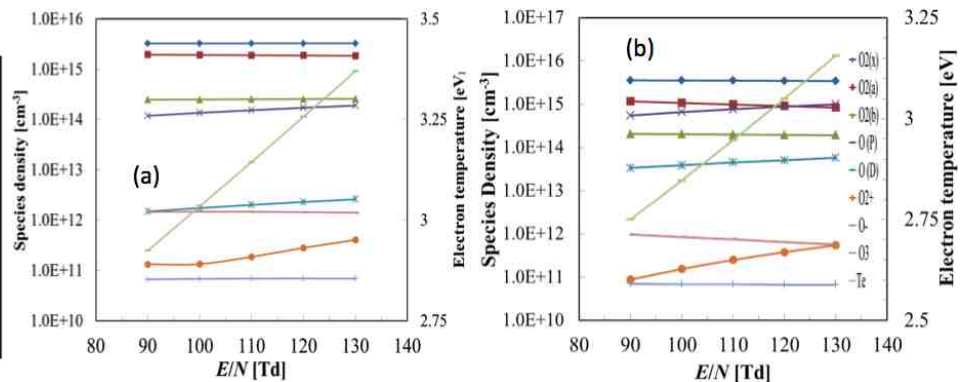 1.0E+16
1.0E+15
1.0E+14
1.0E+13
1.0E+12
1.0E+11
1.0E+10
Species density [cm-3]
(a)
3.5
3.25
3
2.75
Electron temperature [eV]
80 90 100 110 120 130 140
E/N [Td]
1.0E+17
1.0E+16
1.0E+15
1.0E+14
1.0E+13
1.0E+12
1.0E+11
1.0E+10
Species Density [cm-3]
(b)
O2(x)
O2(a)
O2(b)
O (P)
O (D)
O2+
O-
O3
Te
3.25
3
2.75
2.5
Electron temperature [eV]
80 90 100 110 120 130 140
E/N [Td]